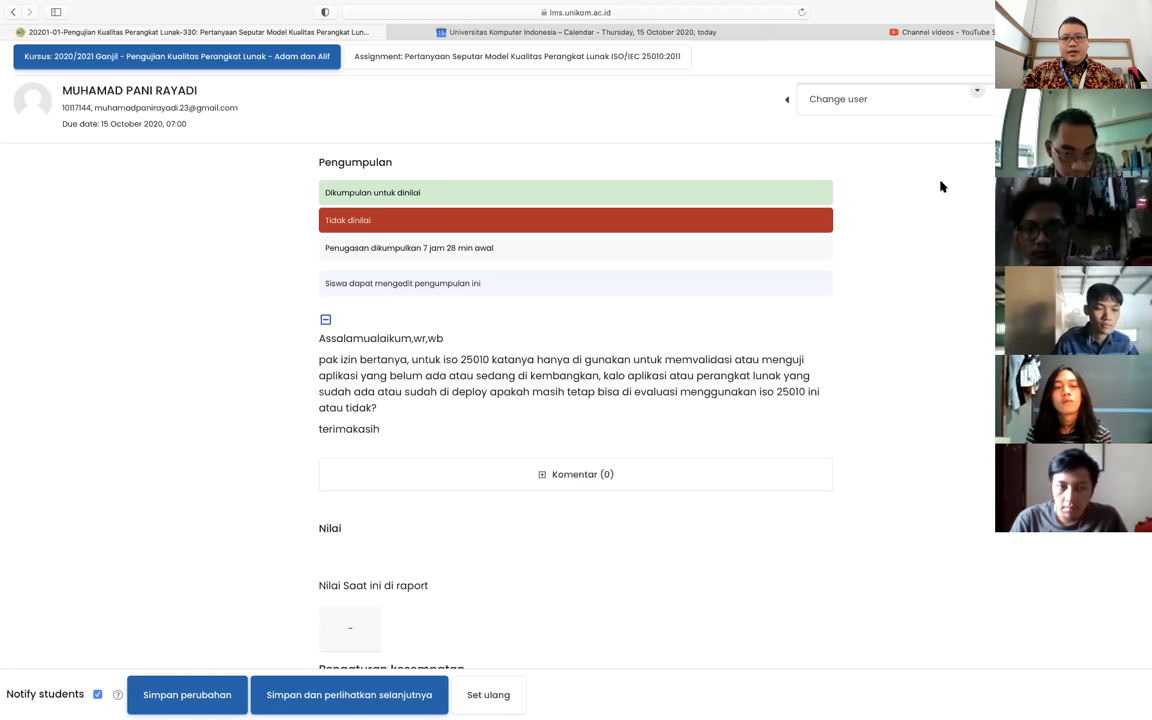 lms.unikom.ac.id
20201-01-Pengujian Kualitas Perangkat Lunak-330: Pertanyaan Seputar Model Kualitas Perangkat Lun...
15 Universitas Komputer Indonesia – Calendar - Thursday, 15 October 2020, today
Channel videos - YouTube S
Kursus: 2020/2021 Ganjil - Pengujian Kualitas Perangkat Lunak - Adam dan Alif
Assignment: Pertanyaan Seputar Model Kualitas Perangkat Lunak ISO/IEC 25010:2011
MUHAMAD PANI RAYADI
10117144, muhamadpanirayadi.23@gmail.com
Due date: 15 October 2020, 07:00
Change user
Pengumpulan
Dikumpulan untuk dinilai
Tidak dinilai
Penugasan dikumpulkan 7 jam 28 min awal
Siswa dapat mengedit pengumpulan ini
Assalamualaikum,wr,wb
pak izin bertanya, untuk iso 25010 katanya hanya di gunakan untuk memvalidasi atau menguji
aplikasi yang belum ada atau sedang di kembangkan, kalo aplikasi atau perangkat lunak yang
sudah ada atau sudah di deploy apakah masih tetap bisa di evaluasi menggunakan iso 25010 ini
atau tidak?
terimakasih
Komentar (0)
Nilai
Nilai Saat ini di raport
-
Pengaturan kesempatan
Notify students
Simpan perubahan
Simpan dan perlihatkan selanjutnya
Set ulang